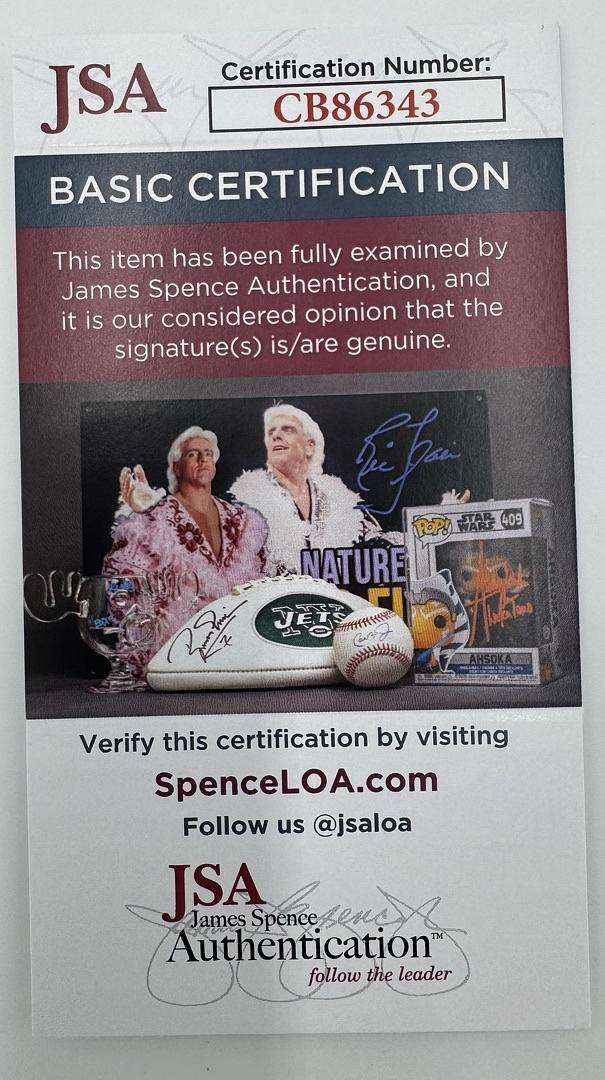 JSA
Certification Number:
CB86343
BASIC CERTIFICATION
This item has been fully examined by
James Spence Authentication, and
it is our considered opinion that the
signature(s) is/are genuine.
Ric Flair
NATURE
POP!
STAR
WARS
409
JETS
AHSOKA
Verify this certification by visiting
SpenceLOA.com
Follow us @jsaloa
JSA
James Spence
Authentication™
follow the leader